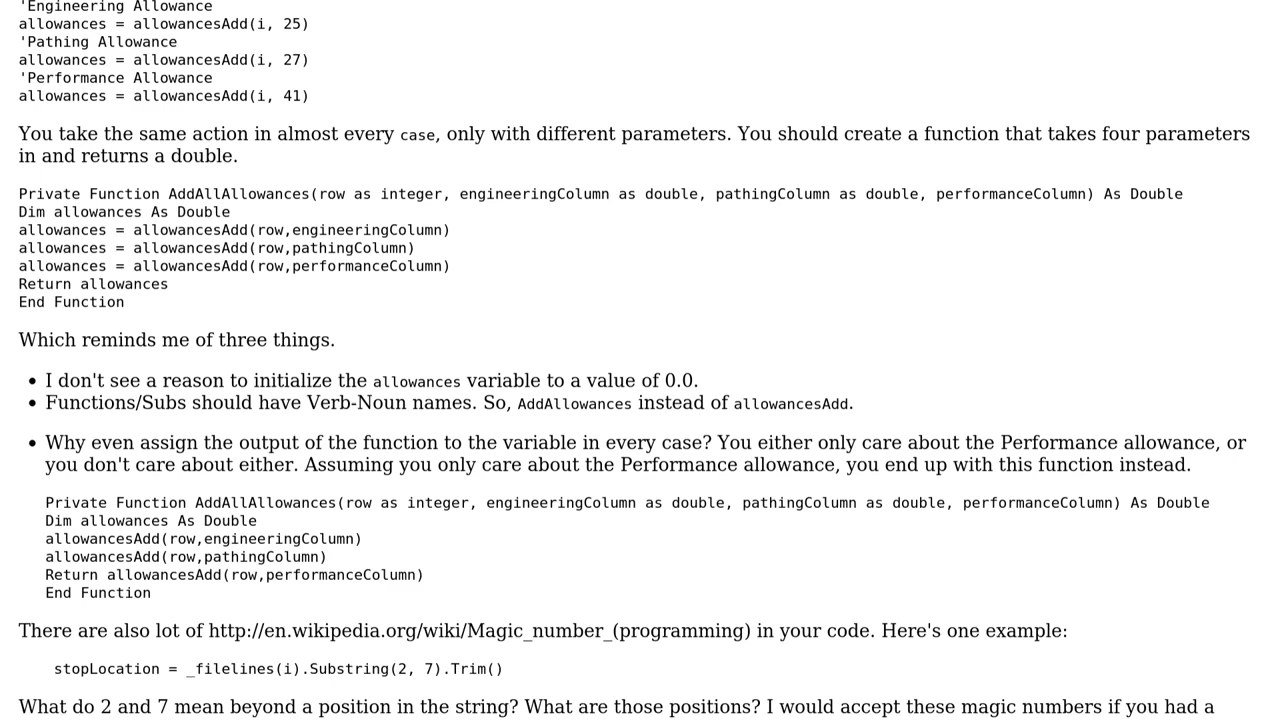 'Engineering Allowance
allowances = allowancesAdd(i, 25)
'Pathing Allowance
allowances = allowancesAdd(i, 27)
'Performance Allowance
allowances = allowancesAdd(i, 41)
You take the same action in almost every case, only with different parameters. You should create a function that takes four parameters
in and returns a double.
Private Function AddAllAllowances(row as integer, engineeringColumn as double, pathingColumn as double, performanceColumn) As Double
Dim allowances As Double
allowances = allowancesAdd(row,engineeringColumn)
allowances = allowancesAdd(row,pathingColumn)
allowances = allowancesAdd(row,performanceColumn)
Return allowances
End Function
Which reminds me of three things.
• I don't see a reason to initialize the allowances variable to a value of 0.0.
• Functions/Subs should have Verb-Noun names. So, AddAllowances instead of allowancesAdd.
• Why even assign the output of the function to the variable in every case? You either only care about the Performance allowance, or
you don't care about either. Assuming you only care about the Performance allowance, you end up with this function instead.
Private Function AddAllAllowances(row as integer, engineeringColumn as double, pathingColumn as double, performanceColumn) As Double
Dim allowances As Double
allowancesAdd(row,engineeringColumn)
allowancesAdd(row,pathingColumn)
Return allowancesAdd(row,performanceColumn)
End Function
There are also lot of http://en.wikipedia.org/wiki/Magic_number_(programming) in your code. Here's one example:
stopLocation = _filelines(i).Substring(2, 7).Trim()
What do 2 and 7 mean beyond a position in the string? What are those positions? I would accept these magic numbers if you had a